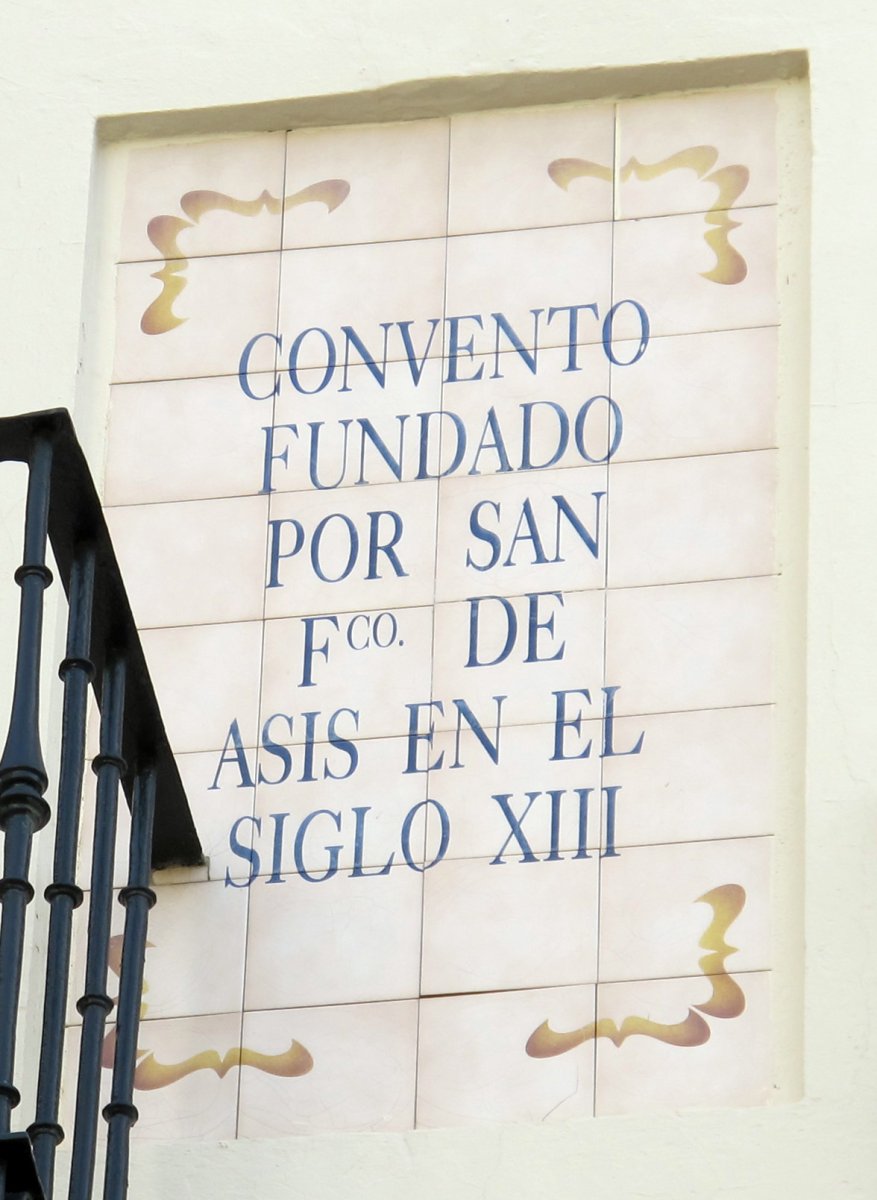 CONVENTO
FUNDADO
POR SAN
FCO. DE
ASIS EN EL
SIGLO XIII